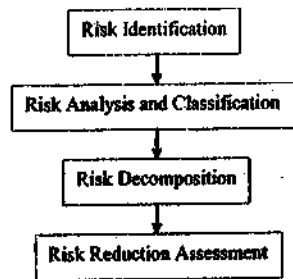 Risk Identification
Risk Analysis and Classification
Risk Decomposition
Risk Reduction Assessment